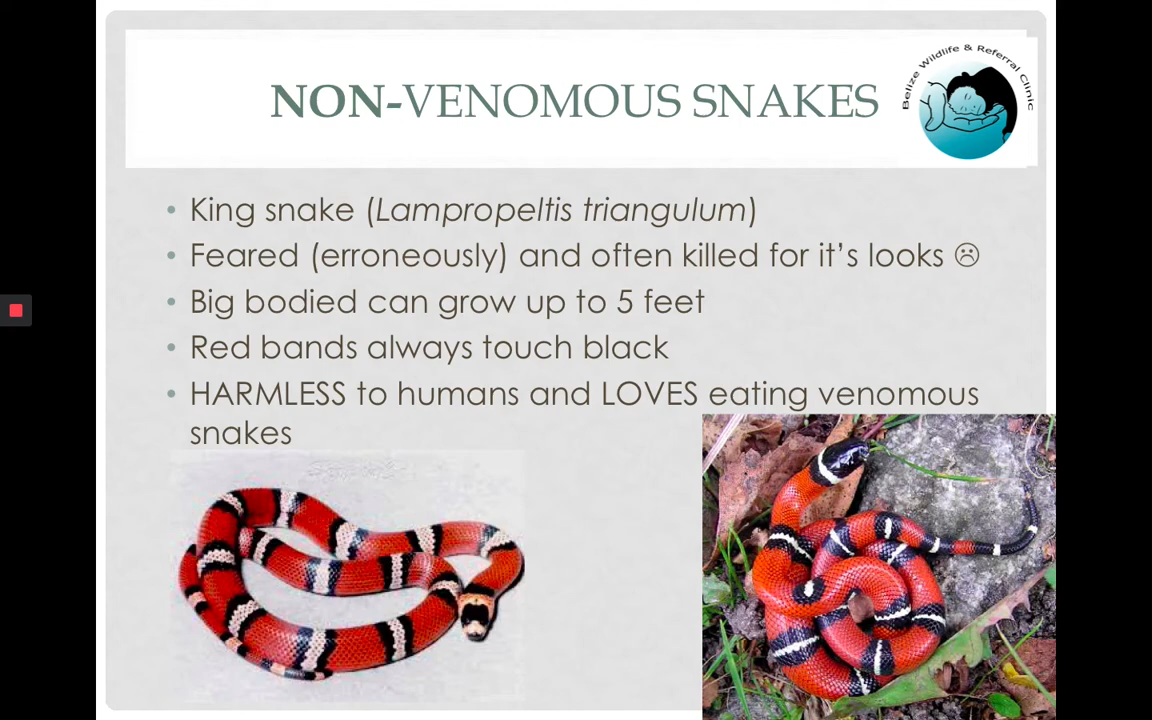 Belize Wildlife & Referral Clinic
NON-VENOMOUS SNAKES
• King snake (Lampropeltis triangulum)
• Feared (erroneously) and often killed for it's looks ☹
• Big bodied can grow up to 5 feet
• Red bands always touch black
• HARMLESS to humans and LOVES eating venomous
snakes